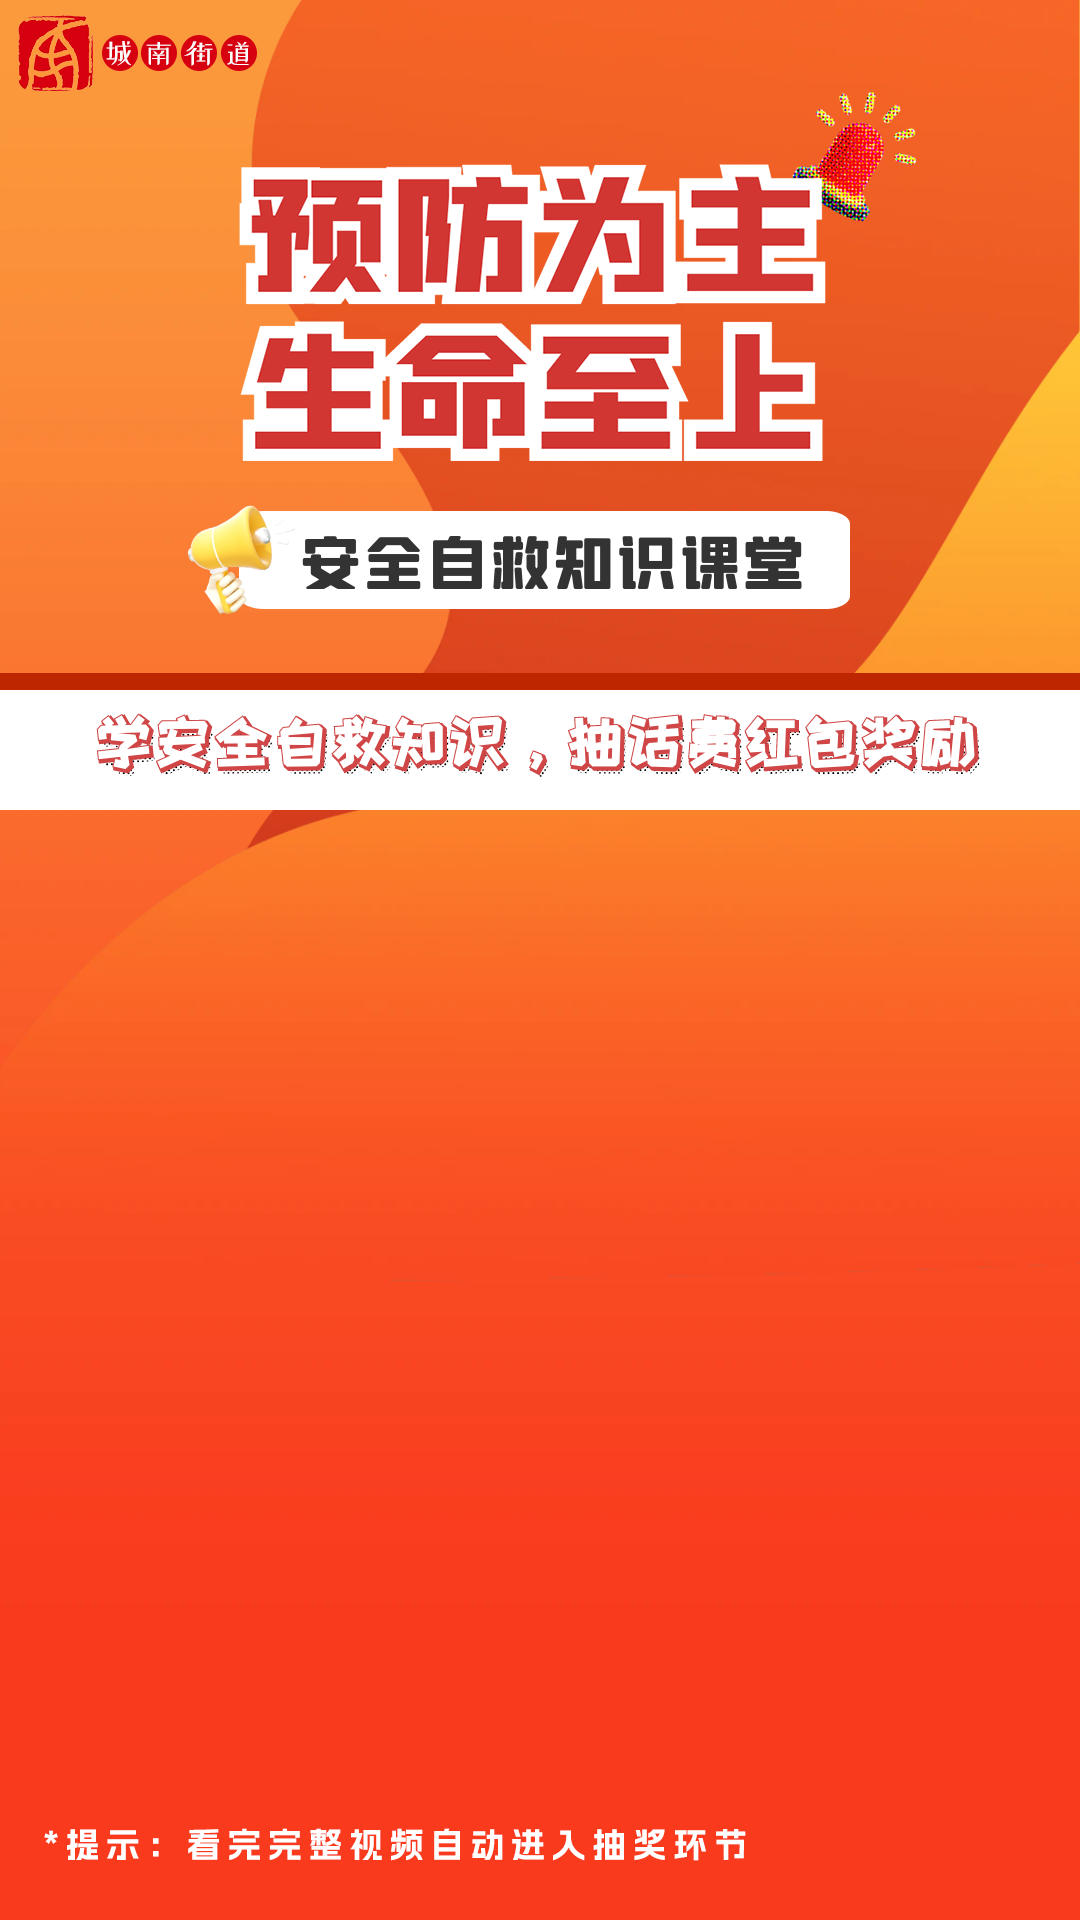 城南街道
预防为主
生命至上
安全自救知识课堂
学安全自救知识，抽话费红包奖励
*提示：看完完整视频自动进入抽奖环节